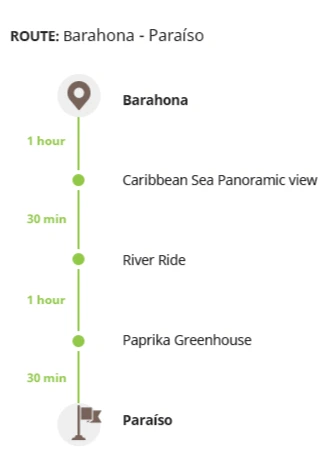 ROUTE: Barahona - Paraíso
Barahona
1 hour
Caribbean Sea Panoramic view
30 min
River Ride
1 hour
Paprika Greenhouse
30 min
Paraíso